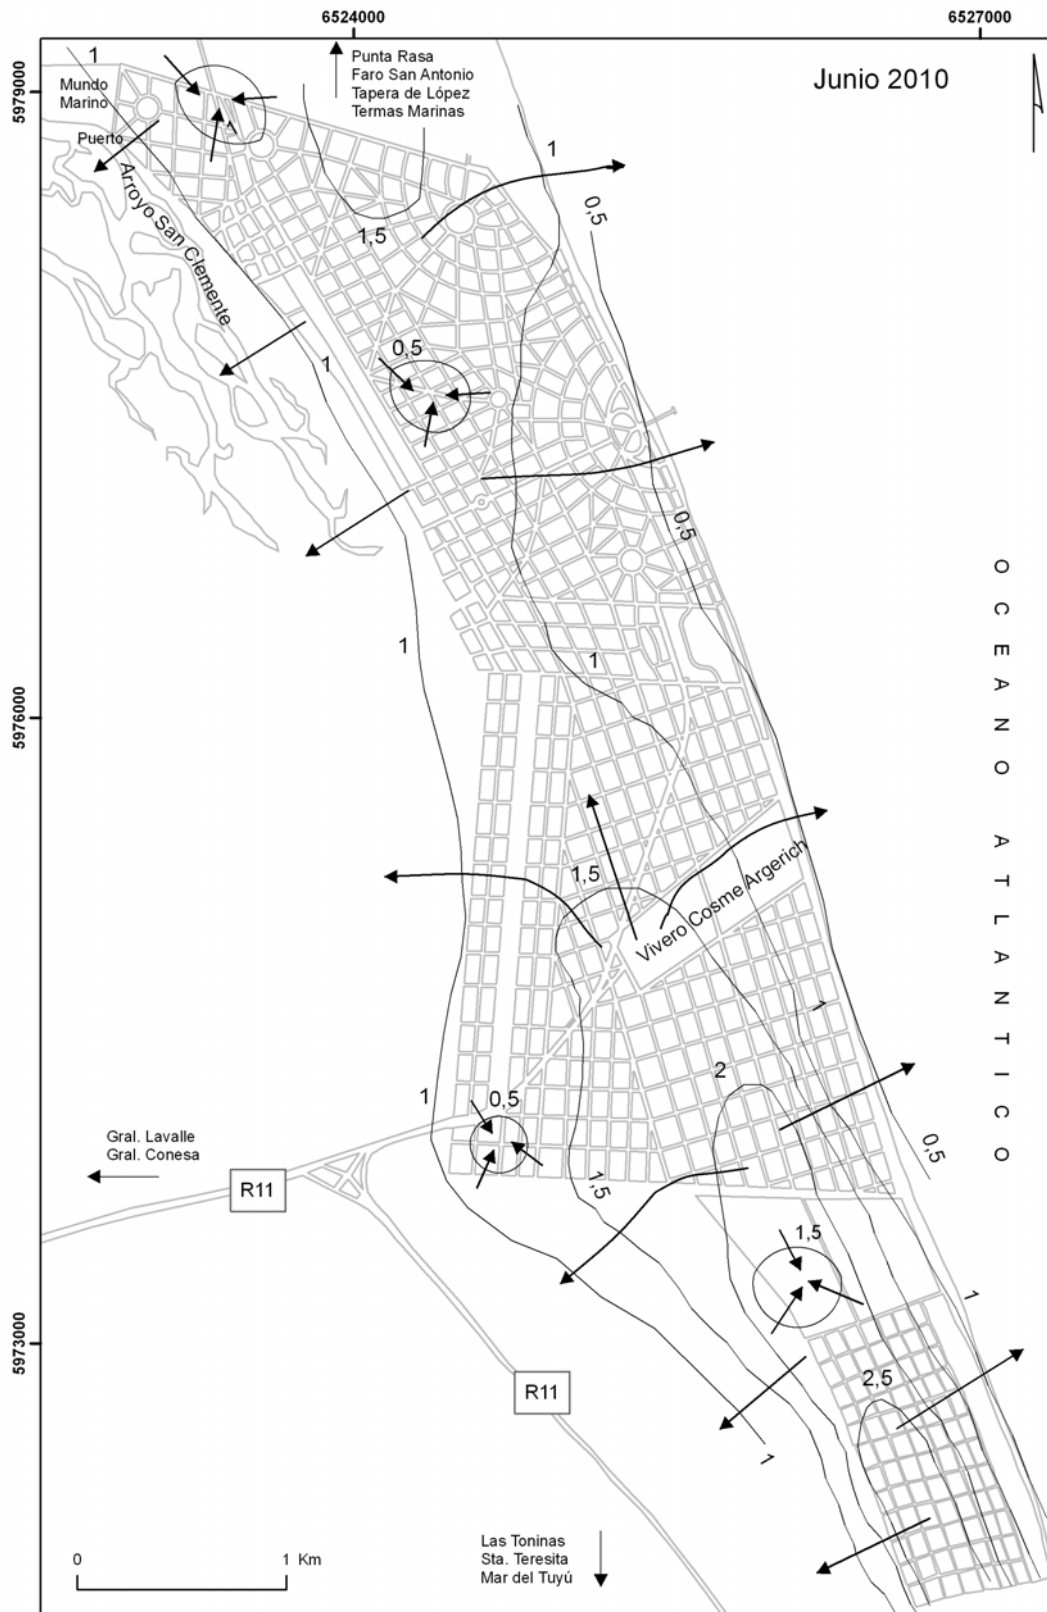 6524000
6527000
5979000
5976000
5973000
Junio 2010
Punta Rasa
Faro San Antonio
Tapera de López
Termas Marinas
Mundo
Marino
Puerto
Arroyo San Clemente
1
1
1
0,5
1,5
0,5
1
0,5
1
1
1,5
Vivero Cosme Argerich
OCEANO ATLANTICO
1
2
1
0,5
0,5
1,5
1,5
1
2,5
1
Gral. Lavalle
Gral. Conesa
R11
R11
Las Toninas
Sta. Teresita
Mar del Tuyú
0
1 Km